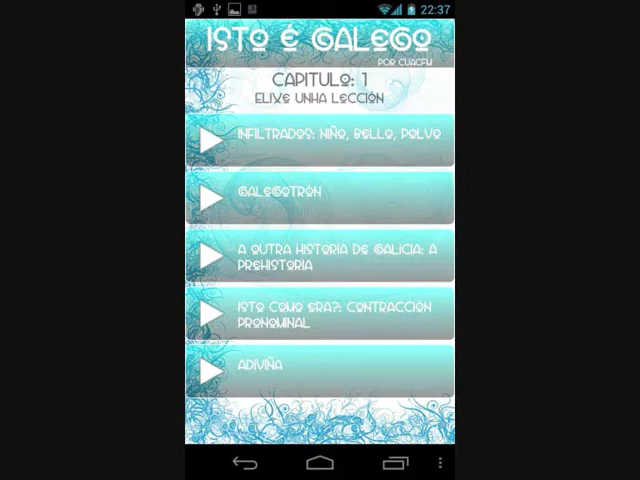 22:37
ISTO É GALEGO
POR CUACFM
CAPITULO: 1
ELIXE UNHA LECCIÓN
INFILTRADOS: NIÑO, BELLO, POLVO
GALEGOTRÓN
A OUTRA HISTORIA DE GALICIA: A
PREHISTORIA
ISTO COMO ERA?: CONTRACCIÓN
PRONOMINAL
ADIVIÑA